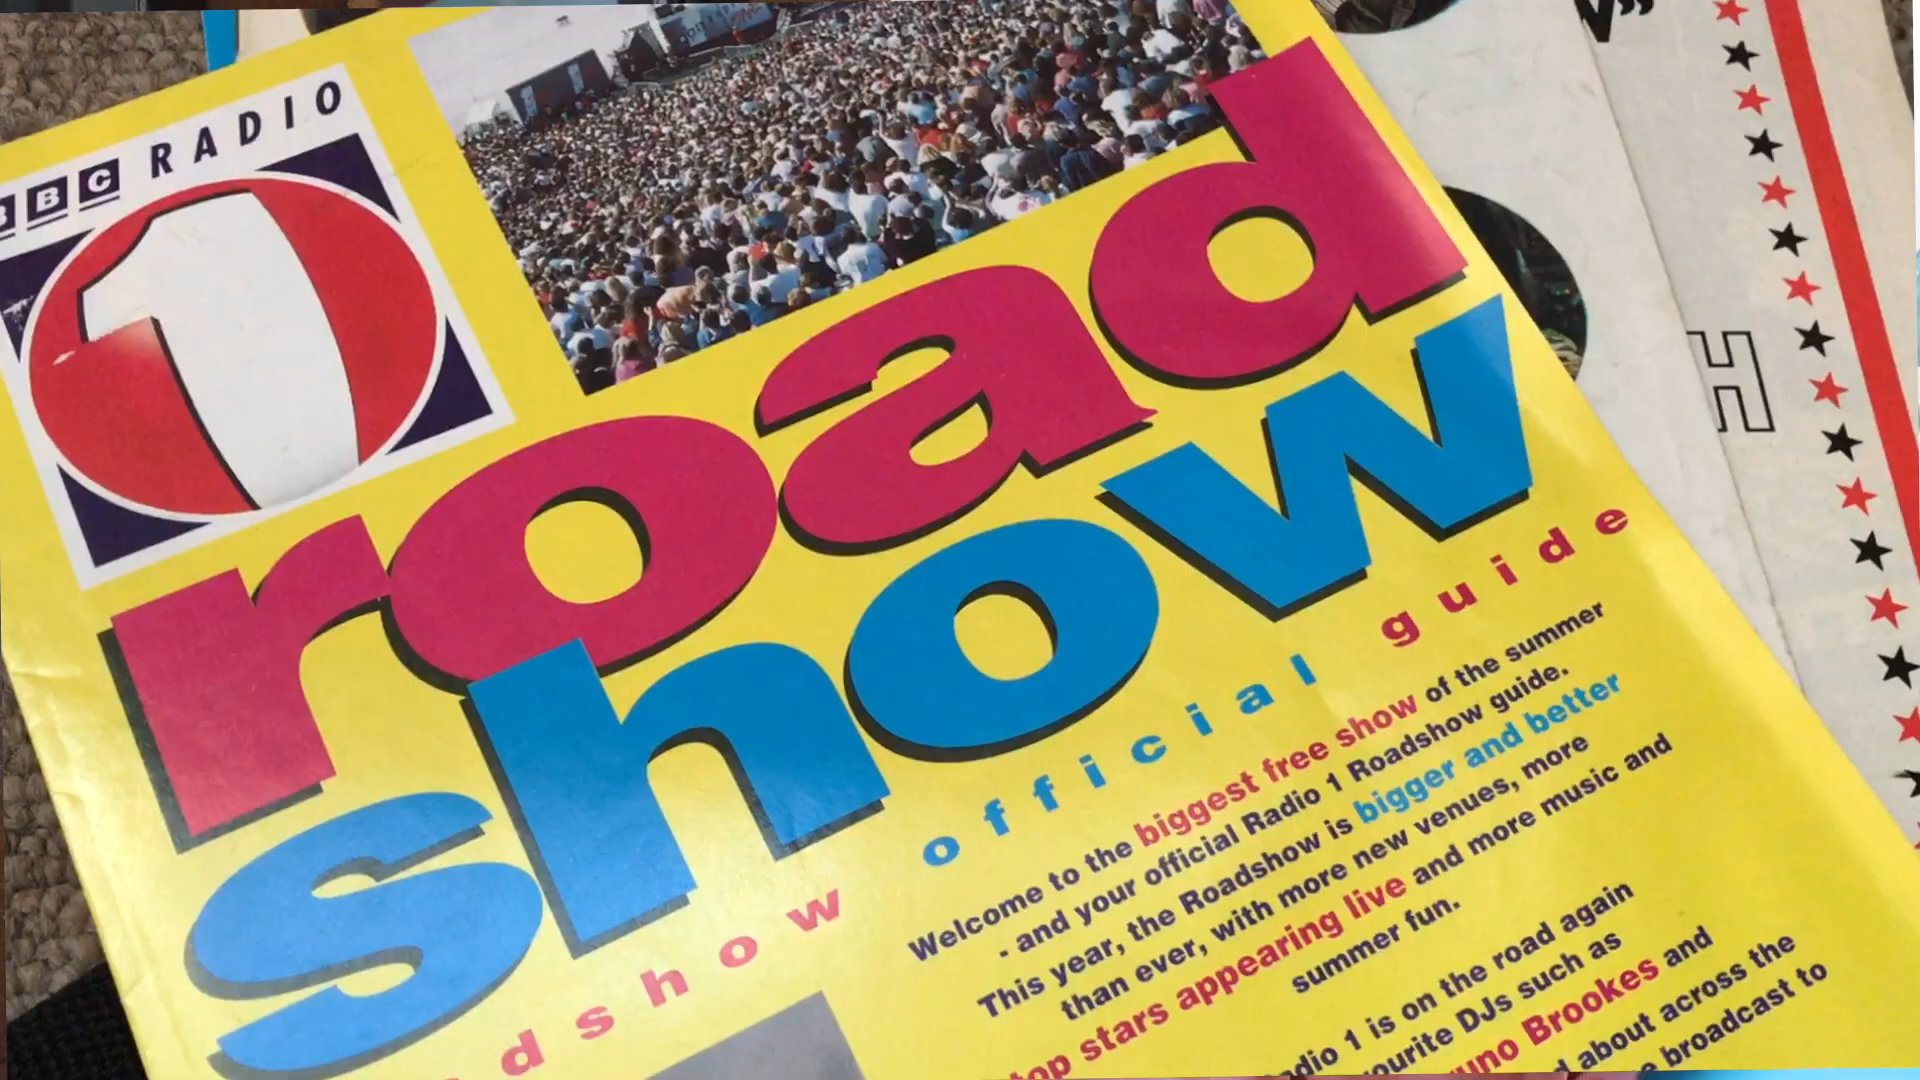 BBC RADIO
1
road
show
roadshow official guide
Welcome to the biggest free show of the summer
- and your official Radio 1 Roadshow guide.
This year, the Roadshow is bigger and better
than ever, with more new venues, more
top stars appearing live and more music and
summer fun.
Radio 1 is on the road again
favourite DJs such as
Bruno Brookes and
about across the
broadcast to
H